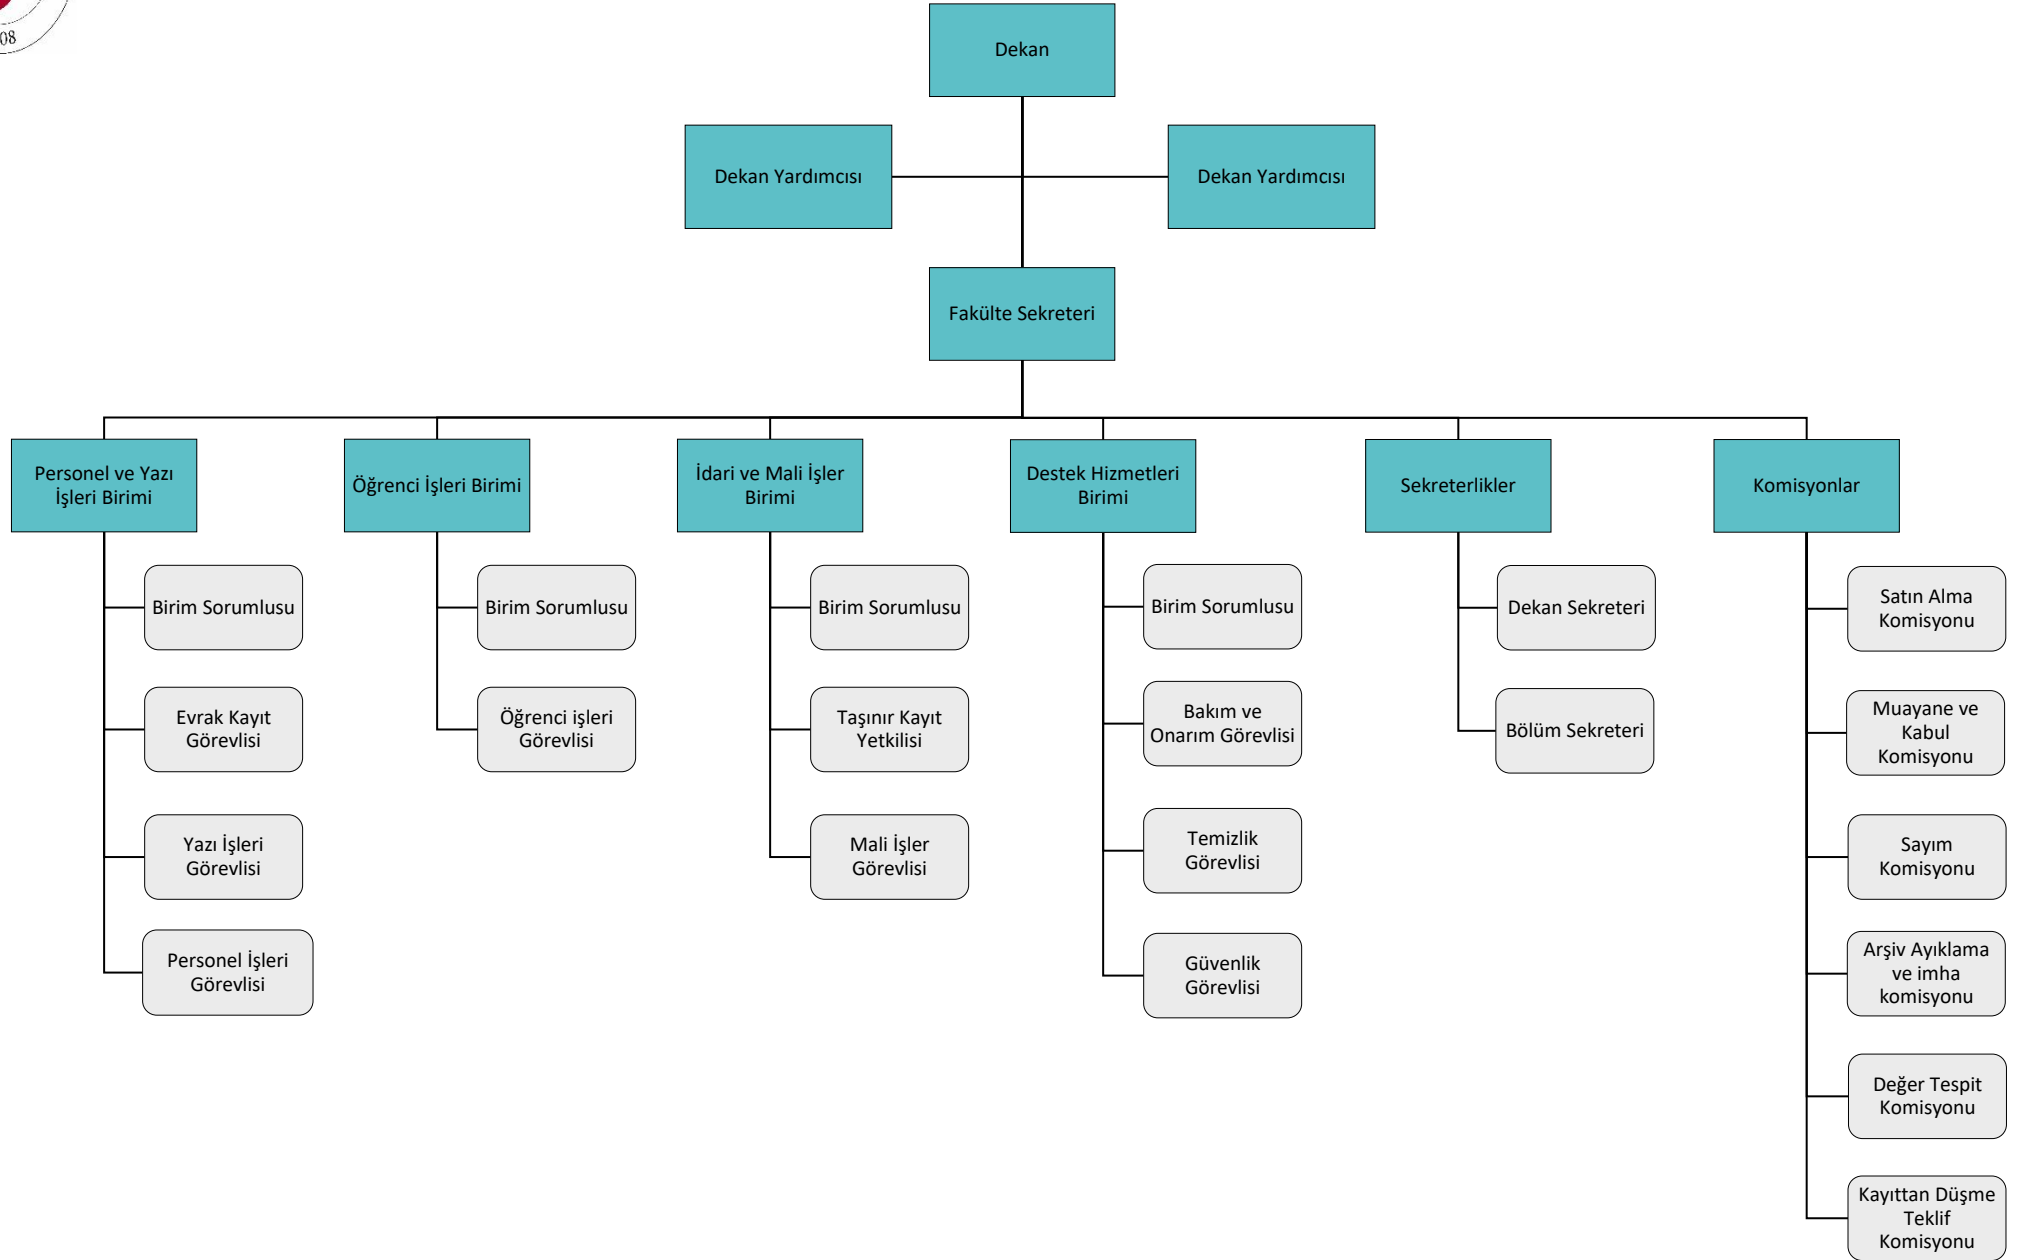 08
Dekan
Dekan Yardımcısı
Dekan Yardımcısı
Fakülte Sekreteri
Personel ve Yazı
İşleri Birimi
Öğrenci İşleri Birimi
İdari ve Mali İşler
Birimi
Destek Hizmetleri
Birimi
Sekreterlikler
Komisyonlar
Birim Sorumlusu
Evrak Kayıt
Görevlisi
Yazı İşleri
Görevlisi
Personel İşleri
Görevlisi
Birim Sorumlusu
Öğrenci işleri
Görevlisi
Birim Sorumlusu
Taşınır Kayıt
Yetkilisi
Mali İşler
Görevlisi
Birim Sorumlusu
Bakım ve
Onarım Görevlisi
Temizlik
Görevlisi
Güvenlik
Görevlisi
Dekan Sekreteri
Bölüm Sekreteri
Satın Alma
Komisyonu
Muayane ve
Kabul
Komisyonu
Sayım
Komisyonu
Arşiv Ayıklama
ve imha
komisyonu
Değer Tespit
Komisyonu
Kayıttan Düşme
Teklif
Komisyonu